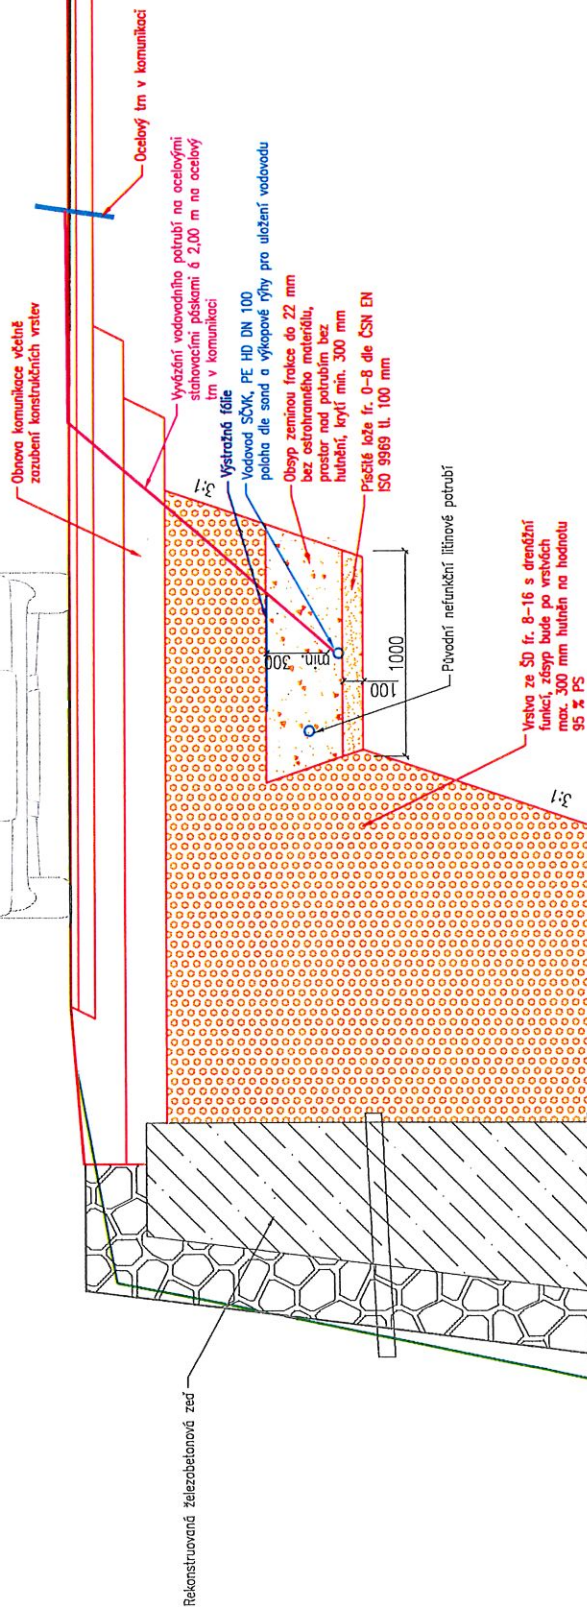 Ocelový trn v komunikaci
Obnova komunikace včetně
zazubení konstrukčních vrstev
Vyvázání vodovodního potrubí na ocelovými
stahovacími páskami á 2,00 m na ocelový
trn v komunikaci
Výstražná fólie
Vodovod SČVK, PE HD DN 100
poloha dle sond a výkopové rýhy pro uložení vodovodu
Obsyp zeminou frakce do 22 mm
bez ostrohranného materiálu,
prostor nad potrubím bez
hutnění, krytí min. 300 mm
Pískové lože fr. 0-8 dle ČSN EN
ISO 9969 tl. 100 mm
3:1
min. 300
1000
100
Původní nefunkční litinové potrubí
3:1
Vrstva ze ŠD fr. 8-16 s drenážní
funkcí, zásyp bude po vrstvách
max. 300 mm hutněn na hodnotu
95 % PS
Rekonstruovaná železobetonová zeď